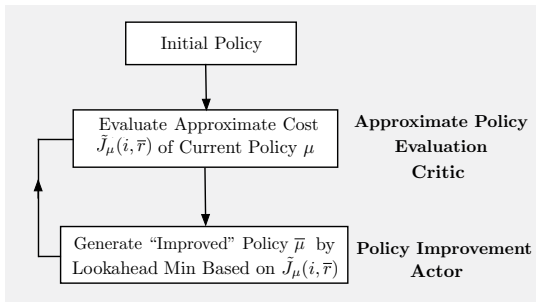 Initial Policy
Evaluate Approximate Cost
J̃μ(i, r̅) of Current Policy μ
Approximate Policy
Evaluation
Critic
Generate “Improved” Policy μ̅ by
Lookahead Min Based on J̃μ(i, r̅)
Policy Improvement
Actor